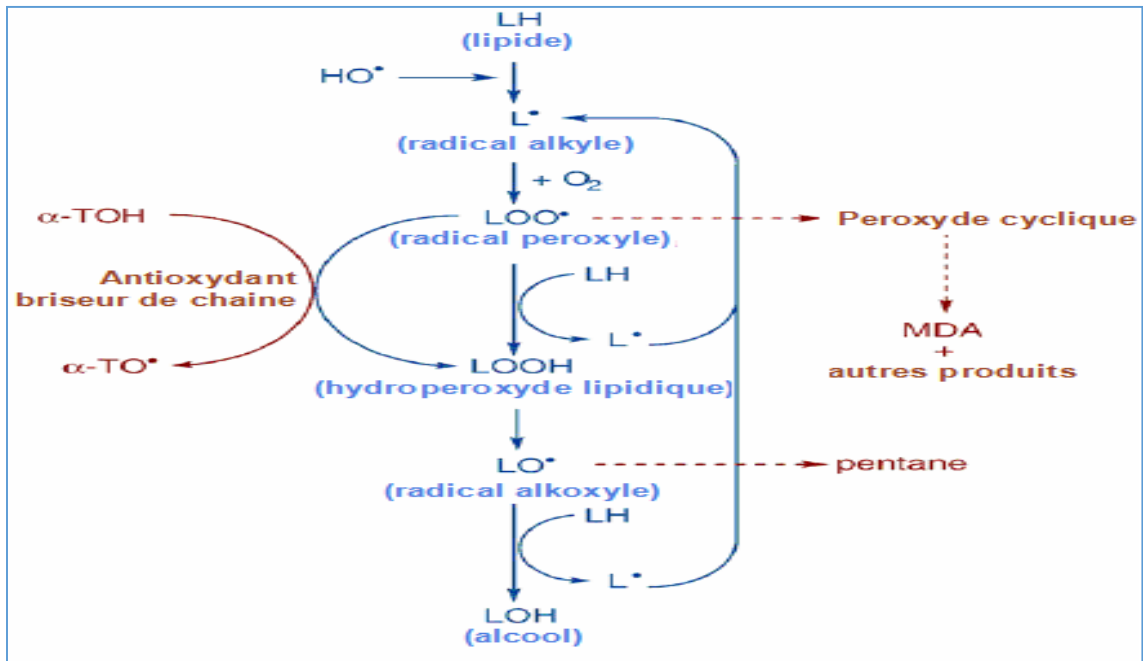 LH
(lipide)
HO•
L•
(radical alkyle)
+ O₂
α-TOH
LOO•
Peroxyde cyclique
(radical peroxyle)
Antioxydant
briseur de chaine
LH
L•
MDA
+
autres produits
α-TO•
LOOH
(hydroperoxyde lipidique)
LO•
pentane
(radical alkoxyle)
LH
L•
LOH
(alcool)